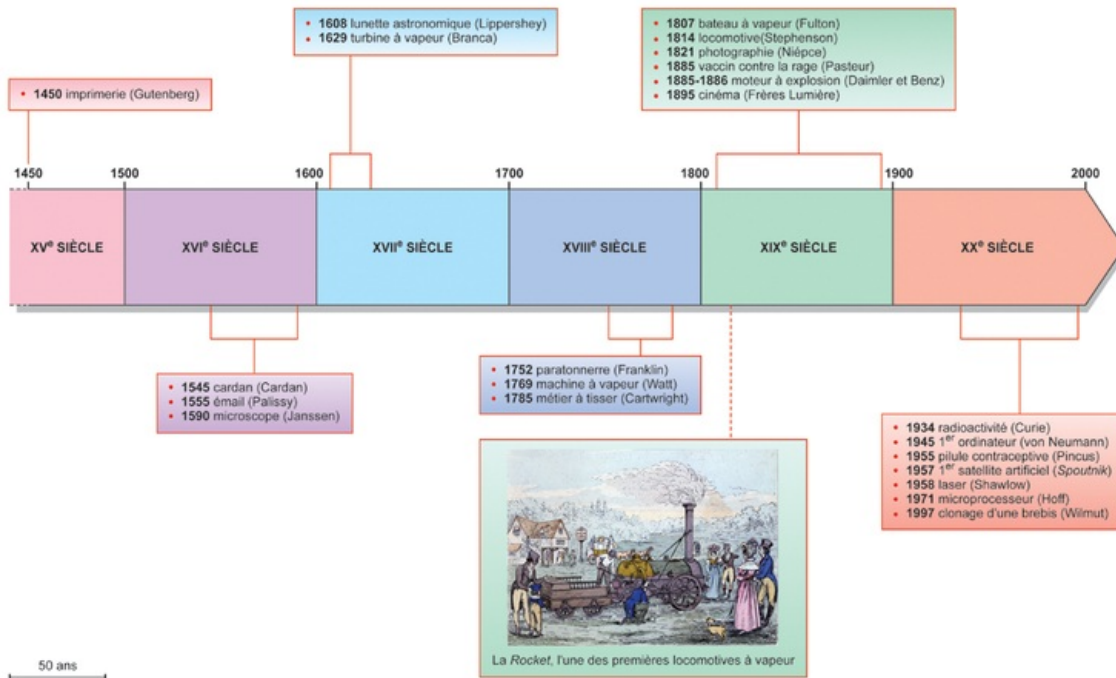 • 1608 lunette astronomique (Lippershey)
• 1629 turbine à vapeur (Branca)
• 1807 bateau à vapeur (Fulton)
• 1814 locomotive(Stephenson)
• 1821 photographie (Niépce)
• 1885 vaccin contre la rage (Pasteur)
• 1885-1886 moteur à explosion (Daimler et Benz)
• 1895 cinéma (Frères Lumière)
• 1450 imprimerie (Gutenberg)
1450 1500 1600 1700 1800 1900 2000
XVe SIÈCLE XVIe SIÈCLE XVIIe SIÈCLE XVIIIe SIÈCLE XIXe SIÈCLE XXe SIÈCLE
• 1545 cardan (Cardan)
• 1555 émail (Palissy)
• 1590 microscope (Janssen)
• 1752 paratonnerre (Franklin)
• 1769 machine à vapeur (Watt)
• 1785 métier à tisser (Cartwright)
• 1934 radioactivité (Curie)
• 1945 1er ordinateur (von Neumann)
• 1955 pilule contraceptive (Pincus)
• 1957 1er satellite artificiel (Spoutnik)
• 1958 laser (Shawlow)
• 1971 microprocesseur (Hoff)
• 1997 clonage d'une brebis (Wilmut)
La Rocket, l'une des premières locomotives à vapeur
50 ans